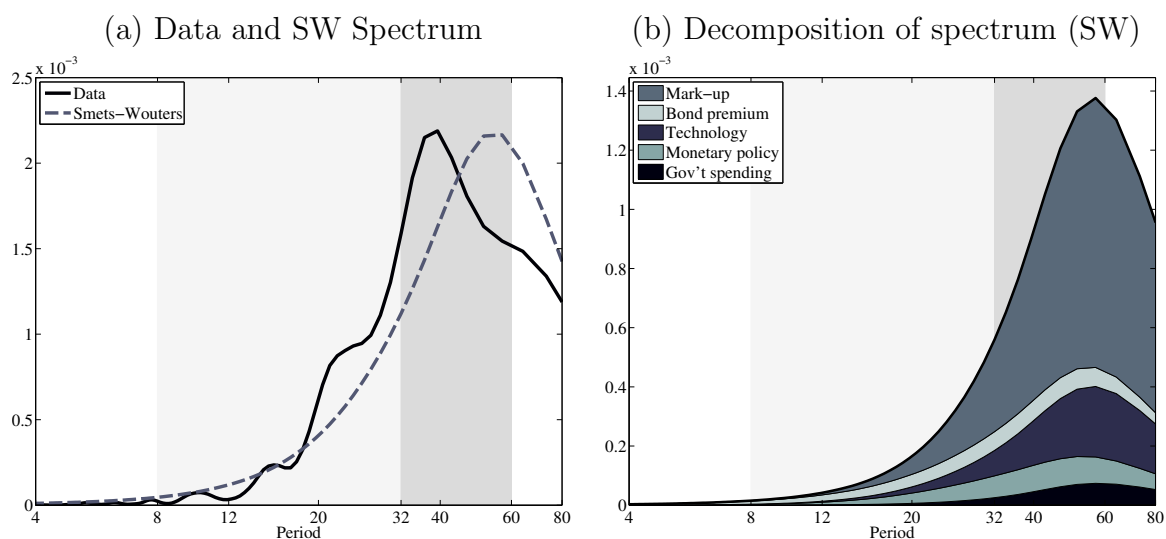 (a) Data and SW Spectrum
x 10⁻³
2.5
2
1.5
1
0.5
0
Data
Smets−Wouters
4 8 12 20 32 40 60 80
Period
(b) Decomposition of spectrum (SW)
x 10⁻³
1.4
1.2
1
0.8
0.6
0.4
0.2
0
Mark−up
Bond premium
Technology
Monetary policy
Gov't spending
4 8 12 20 32 40 60 80
Period